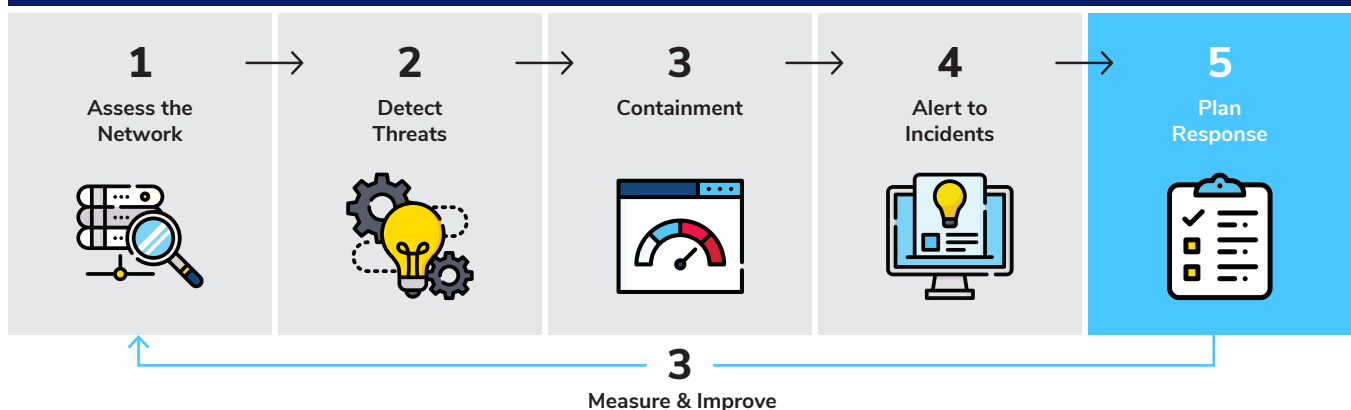 1
Assess the
Network
2
Detect
Threats
3
Containment
4
Alert to
Incidents
5
Plan
Response
3
Measure & Improve